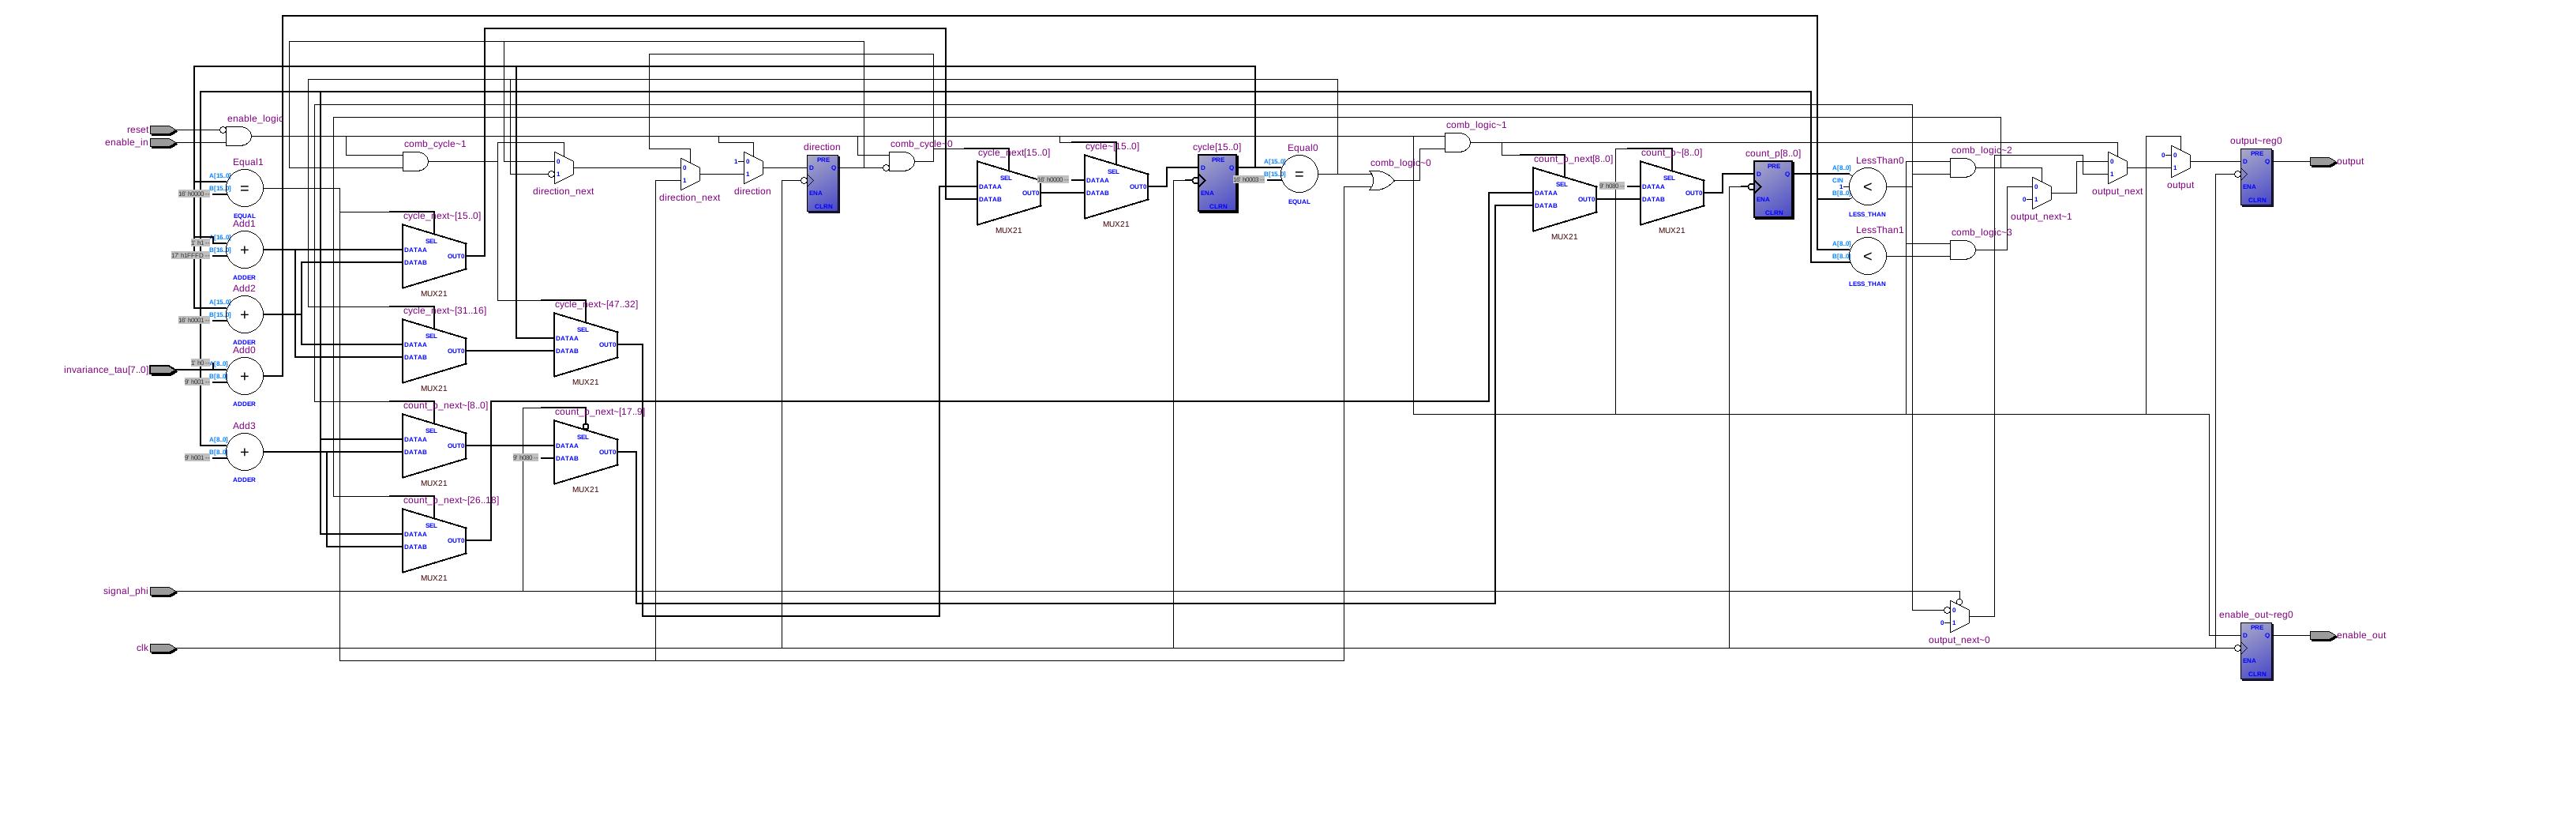 reset
enable_in
enable_logic
Equal1
A[15..0]
B[15..0]
16' h0000 --
=
EQUAL
Add1
A[16..0]
1' h1 --
B[16..0]
17' h1FFFD --
+
ADDER
Add2
A[15..0]
B[15..0]
16' h0001 --
+
ADDER
Add0
invariance_tau[7..0]
1' h0 --
A[8..0]
B[8..0]
9' h001 --
+
ADDER
Add3
A[8..0]
B[8..0]
9' h001 --
+
ADDER
signal_phi
clk
comb_cycle~1
cycle_next~[15..0]
SEL
DATAA
DATAB
OUT0
MUX21
cycle_next~[31..16]
SEL
DATAA
DATAB
OUT0
MUX21
count_p_next~[8..0]
SEL
DATAA
DATAB
OUT0
MUX21
count_p_next~[26..18]
SEL
DATAA
DATAB
OUT0
MUX21
0
1
direction_next
cycle_next~[47..32]
SEL
DATAA
DATAB
OUT0
MUX21
count_p_next~[17..9]
SEL
DATAA
9' h080 --
DATAB
OUT0
MUX21
0
1
direction_next
1
0
1
direction
direction
PRE
D
Q
ENA
CLRN
comb_cycle~0
cycle_next[15..0]
SEL
DATAA
DATAB
OUT0
MUX21
cycle~[15..0]
SEL
16' h0000 --
DATAA
DATAB
OUT0
MUX21
cycle[15..0]
PRE
D
Q
ENA
CLRN
Equal0
A[15..0]
B[15..0]
16' h0003 --
=
EQUAL
comb_logic~0
comb_logic~1
count_p_next[8..0]
SEL
DATAA
DATAB
OUT0
MUX21
count_p~[8..0]
SEL
9' h080 --
DATAA
DATAB
OUT0
MUX21
count_p[8..0]
PRE
D
Q
ENA
CLRN
LessThan0
A[8..0]
CIN
1
B[8..0]
<
LESS_THAN
LessThan1
A[8..0]
B[8..0]
<
LESS_THAN
comb_logic~2
comb_logic~3
0
0
1
output_next~1
0
0
1
output_next~0
0
1
output_next
0
0
1
output
output~reg0
PRE
D
Q
ENA
CLRN
output
enable_out~reg0
PRE
D
Q
ENA
CLRN
enable_out